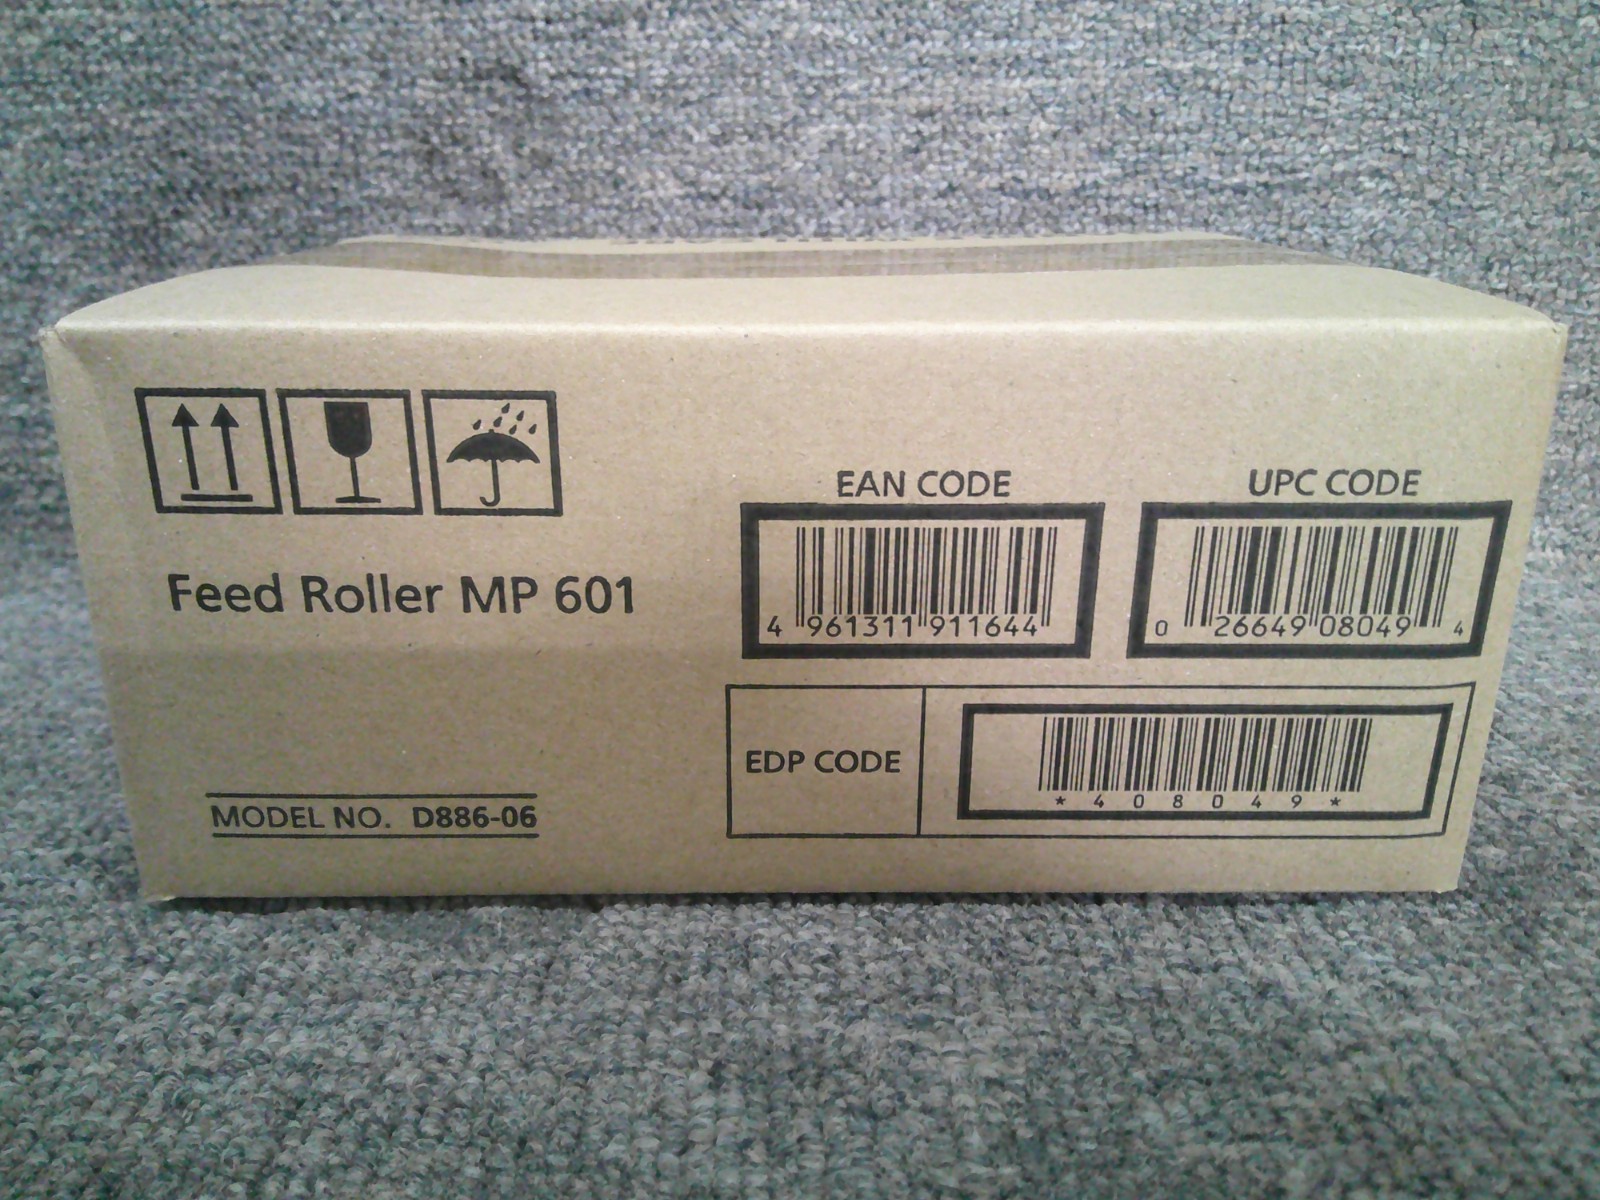 Feed Roller MP 601
MODEL NO. D886-06
EAN CODE
4 961311 911644
UPC CODE
0 26649 08049 4
EDP CODE
*408049*